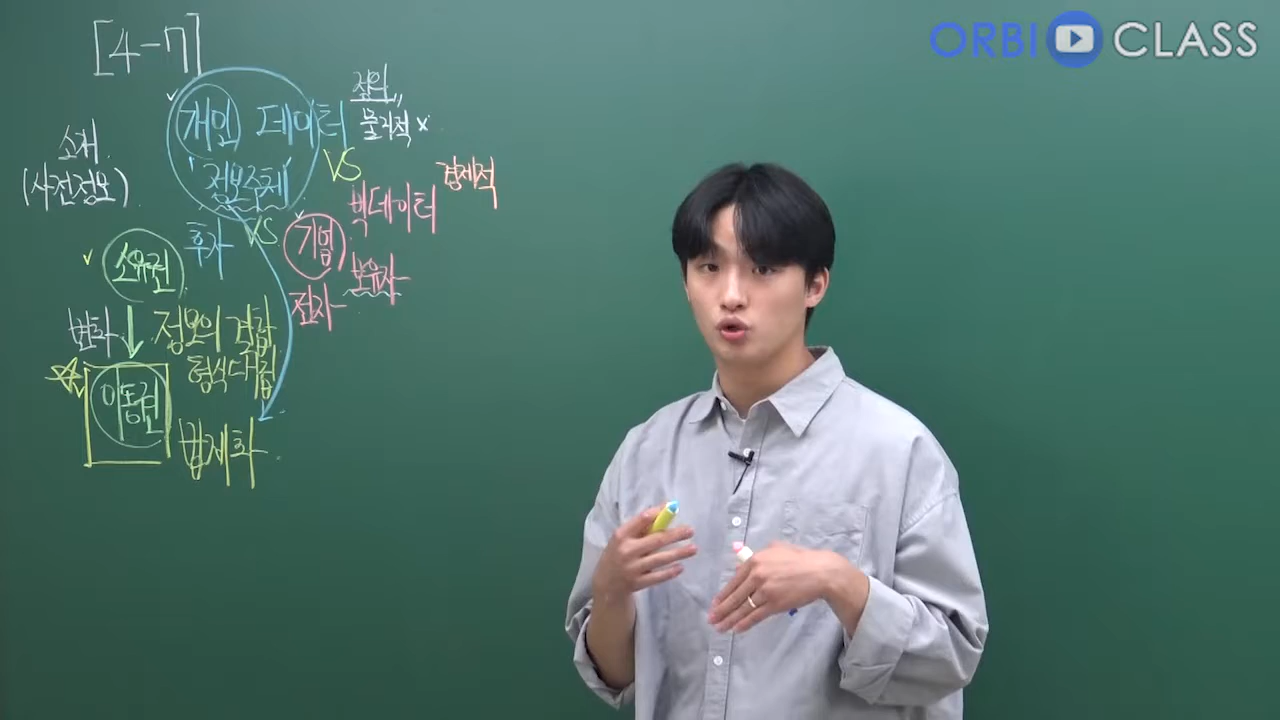 ORBI CLASS
[4-7]
개인 데이터
정의
물리적 x
소재
(사전정보)
'정보주체'
VS
빅데이터
경제적
VS
기업
후자
소유권
보유자
전자
변화
정보의 결합
형식 다집
이동권
법제화